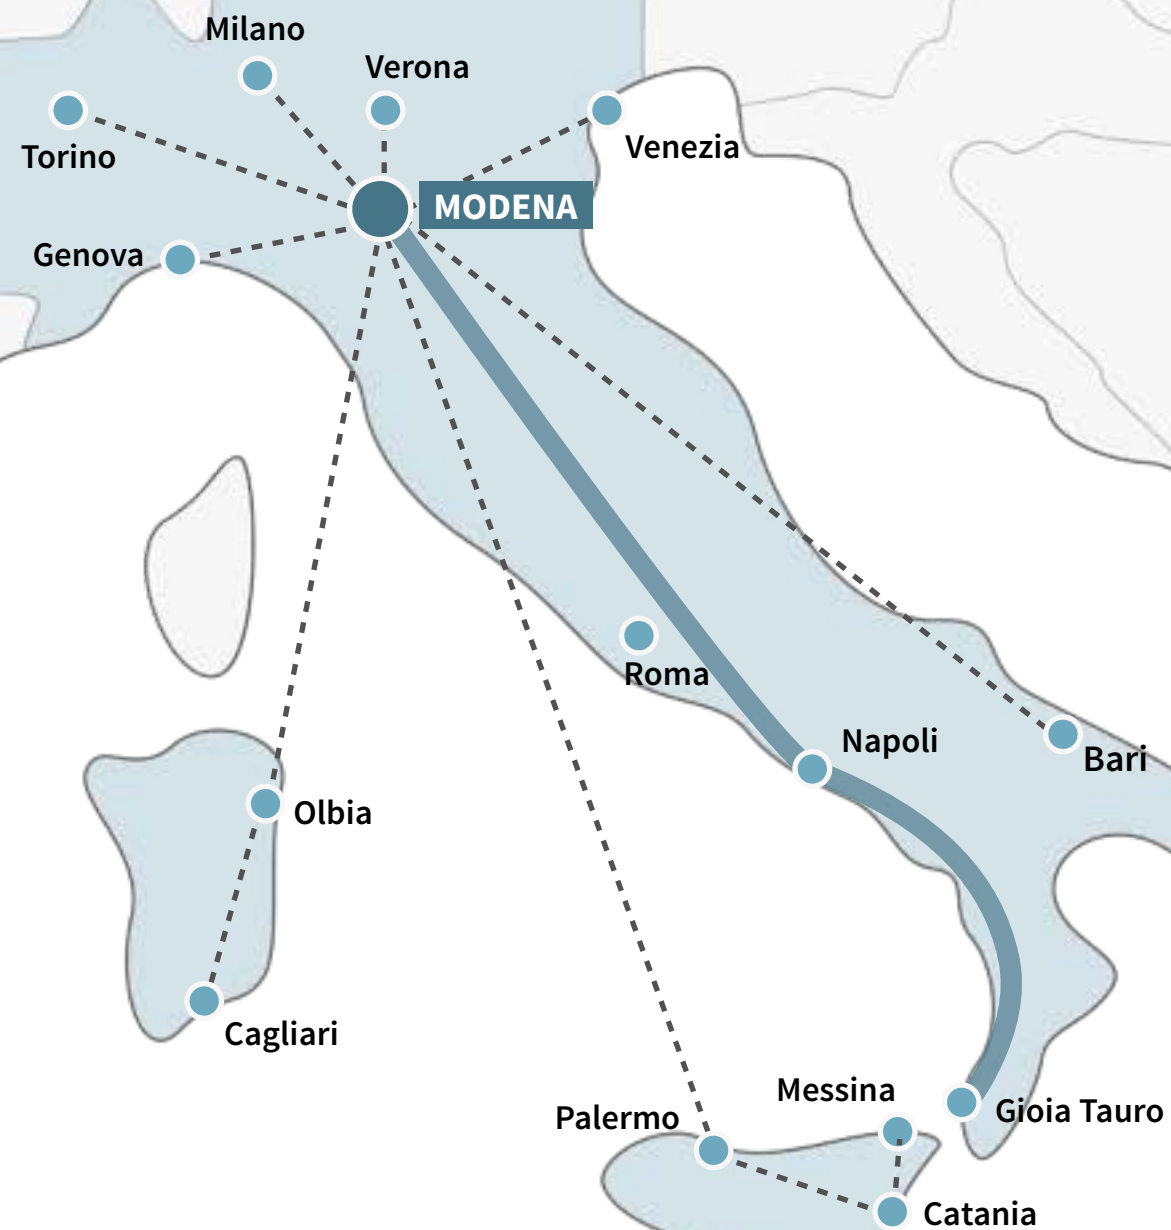 Milano
Verona
Torino
Venezia
MODENA
Genova
Roma
Napoli
Bari
Olbia
Cagliari
Messina
Gioia Tauro
Palermo
Catania